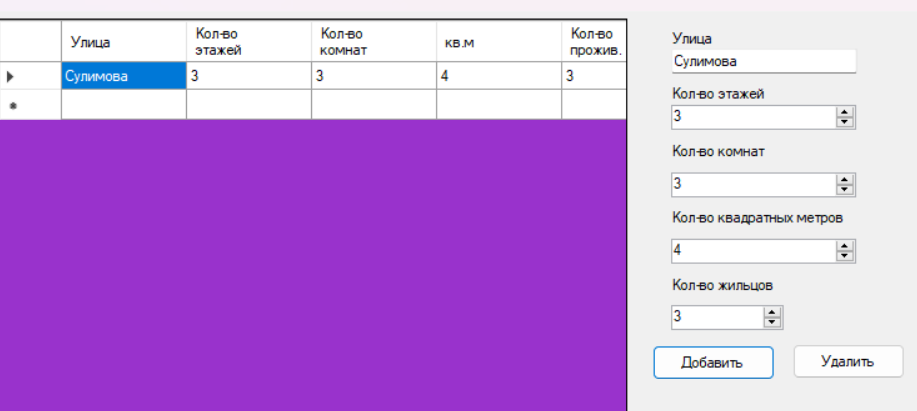 Улица Кол-во этажей Кол-во комнат кв.м Кол-во прожив.
Сулимова 3 3 4 3
Улица
Сулимова
Кол-во этажей
3
Кол-во комнат
3
Кол-во квадратных метров
4
Кол-во жильцов
3
Добавить Удалить